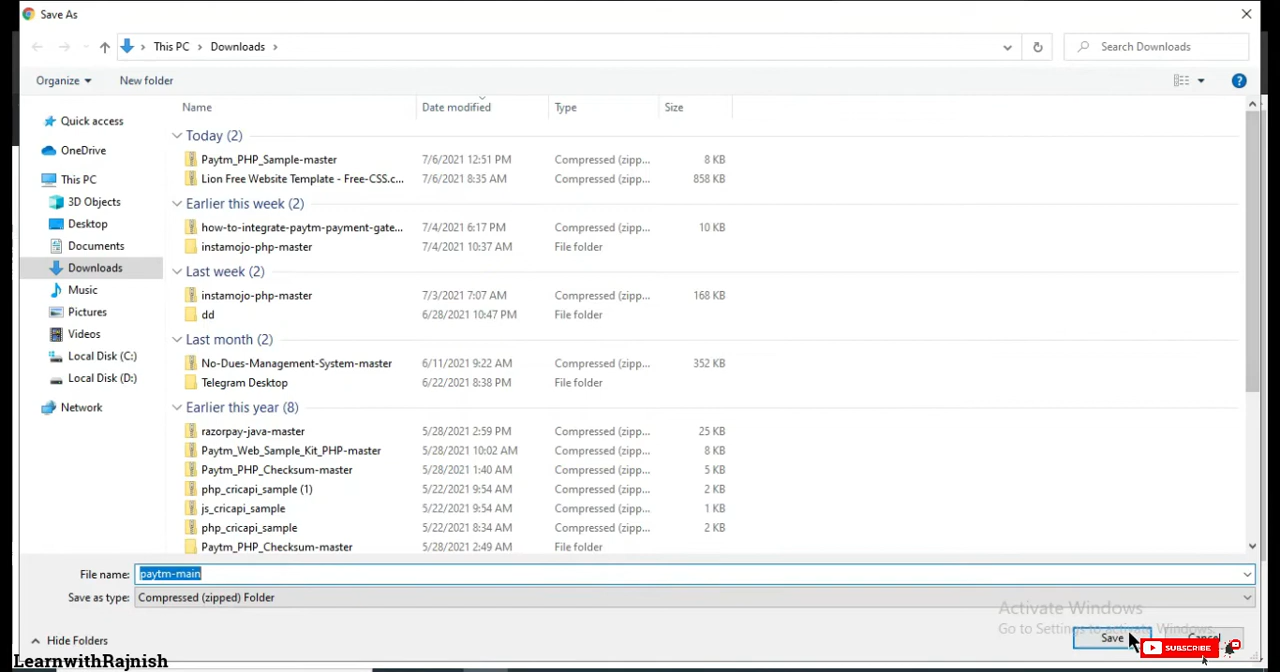 Save As
This PC > Downloads >
Search Downloads
Organize
New folder
Name
Date modified
Type
Size
Quick access
OneDrive
This PC
3D Objects
Desktop
Documents
Downloads
Music
Pictures
Videos
Local Disk (C:)
Local Disk (D:)
Network
Today (2)
Paytm_PHP_Sample-master 7/6/2021 12:51 PM Compressed (zipp... 8 KB
Lion Free Website Template - Free-CSS.c... 7/6/2021 8:35 AM Compressed (zipp... 858 KB
Earlier this week (2)
how-to-integrate-paytm-payment-gate... 7/4/2021 6:17 PM Compressed (zipp... 10 KB
instamojo-php-master 7/4/2021 10:37 AM File folder
Last week (2)
instamojo-php-master 7/3/2021 7:07 AM Compressed (zipp... 168 KB
dd 6/28/2021 10:47 PM File folder
Last month (2)
No-Dues-Management-System-master 6/11/2021 9:22 AM Compressed (zipp... 352 KB
Telegram Desktop 6/22/2021 8:38 PM File folder
Earlier this year (8)
razorpay-java-master 5/28/2021 2:59 PM Compressed (zipp... 25 KB
Paytm_Web_Sample_Kit_PHP-master 5/28/2021 10:02 AM Compressed (zipp... 8 KB
Paytm_PHP_Checksum-master 5/28/2021 1:40 AM Compressed (zipp... 5 KB
php_cricapi_sample (1) 5/22/2021 9:54 AM Compressed (zipp... 2 KB
js_cricapi_sample 5/22/2021 9:54 AM Compressed (zipp... 1 KB
php_cricapi_sample 5/22/2021 8:34 AM Compressed (zipp... 2 KB
Paytm_PHP_Checksum-master 5/28/2021 2:49 AM File folder
File name: paytm-main
Save as type: Compressed (zipped) Folder
Activate Windows
Go to Settings to activate Windows.
Hide Folders
Save
Cancel
SUBSCRIBE
LearnwithRajnish